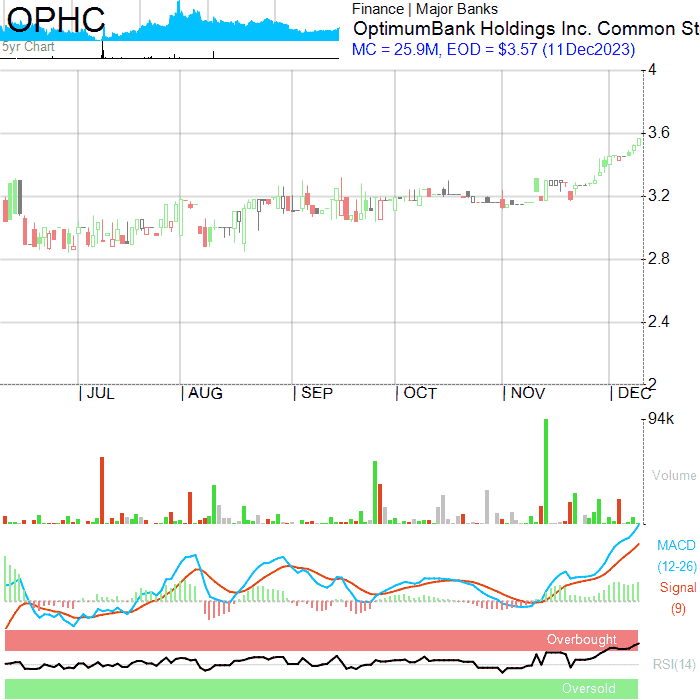 OPHC
5yr Chart
Finance | Major Banks
OptimumBank Holdings Inc. Common St
MC = 25.9M, EOD = $3.57 (11Dec2023)
4
3.6
3.2
2.8
2.4
2
JUL
AUG
SEP
OCT
NOV
DEC
94k
Volume
MACD
(12-26)
Signal
(9)
Overbought
RSI(14)
Oversold